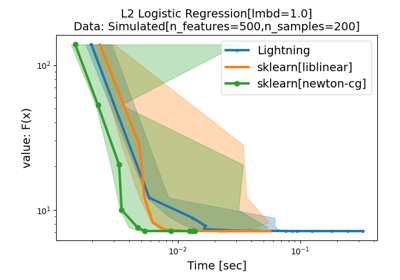 L2 Logistic Regression[lmbd=1.0]
Data: Simulated[n_features=500,n_samples=200]
Lightning
sklearn[liblinear]
sklearn[newton-cg]
value: F(x)
10²
10¹
10⁻²
10⁻¹
Time [sec]